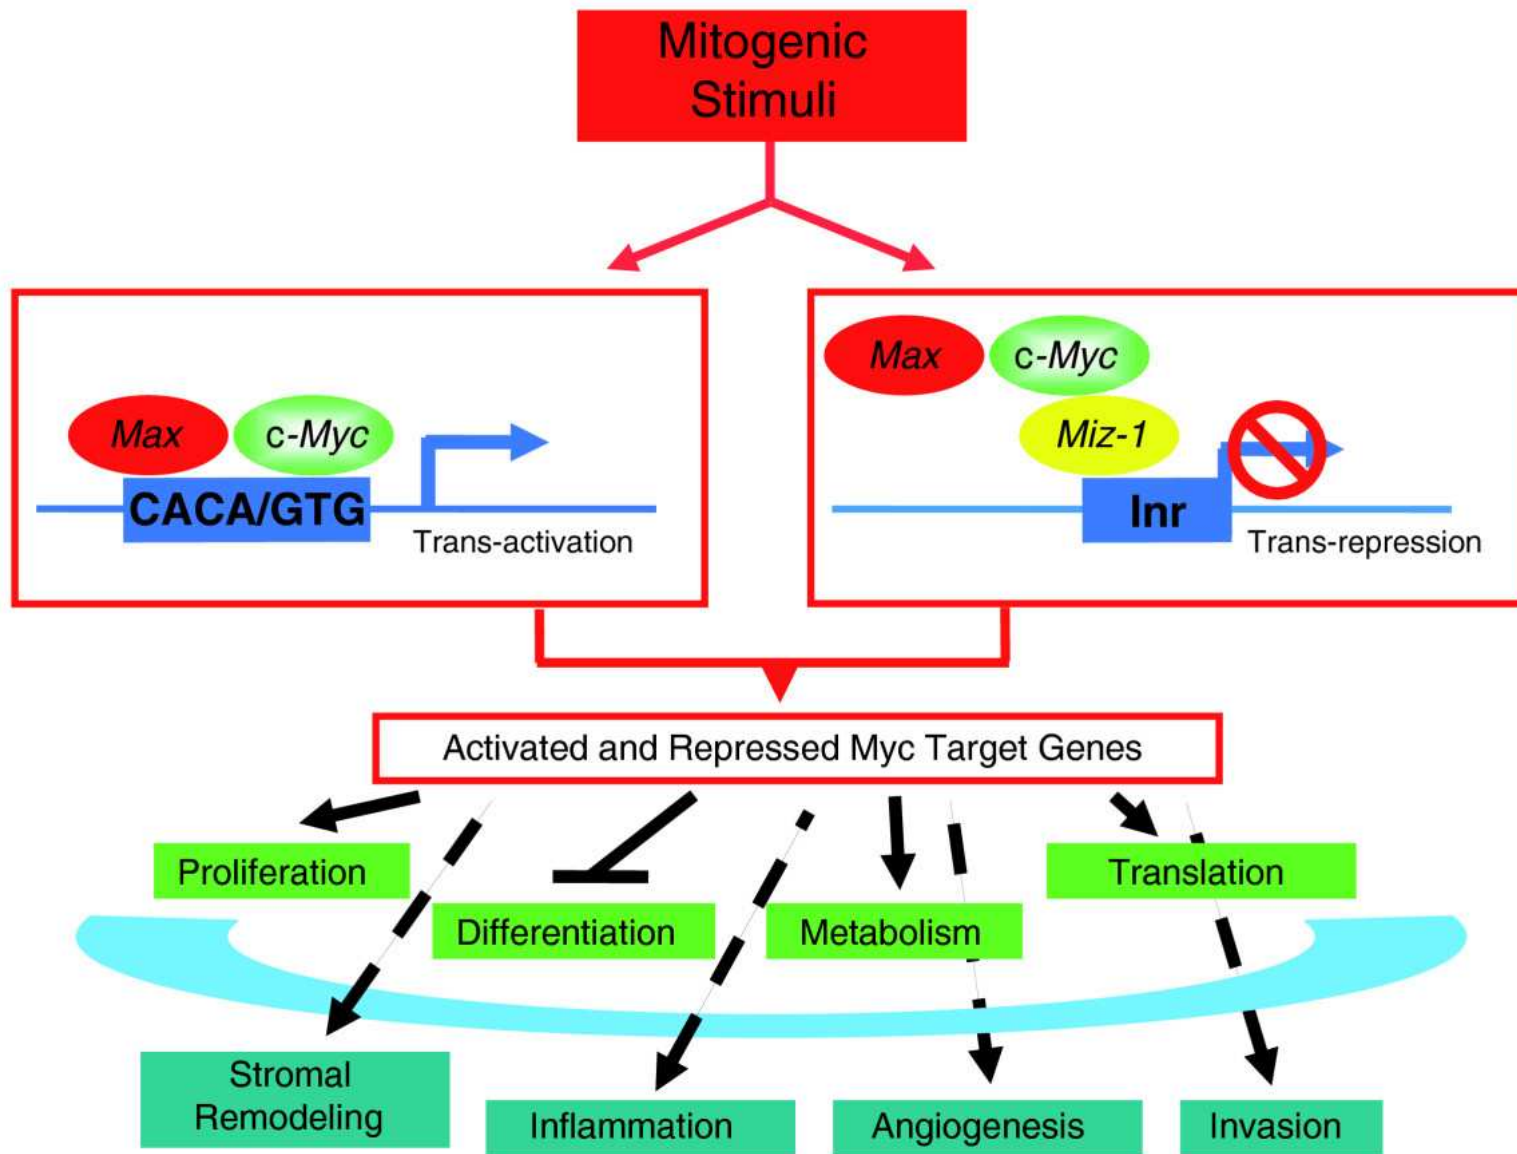 Mitogenic
Stimuli
Max
c-Myc
CACA/GTG
Trans-activation
Max
c-Myc
Miz-1
Inr
Trans-repression
Activated and Repressed Myc Target Genes
Proliferation
Differentiation
Metabolism
Translation
Stromal
Remodeling
Inflammation
Angiogenesis
Invasion